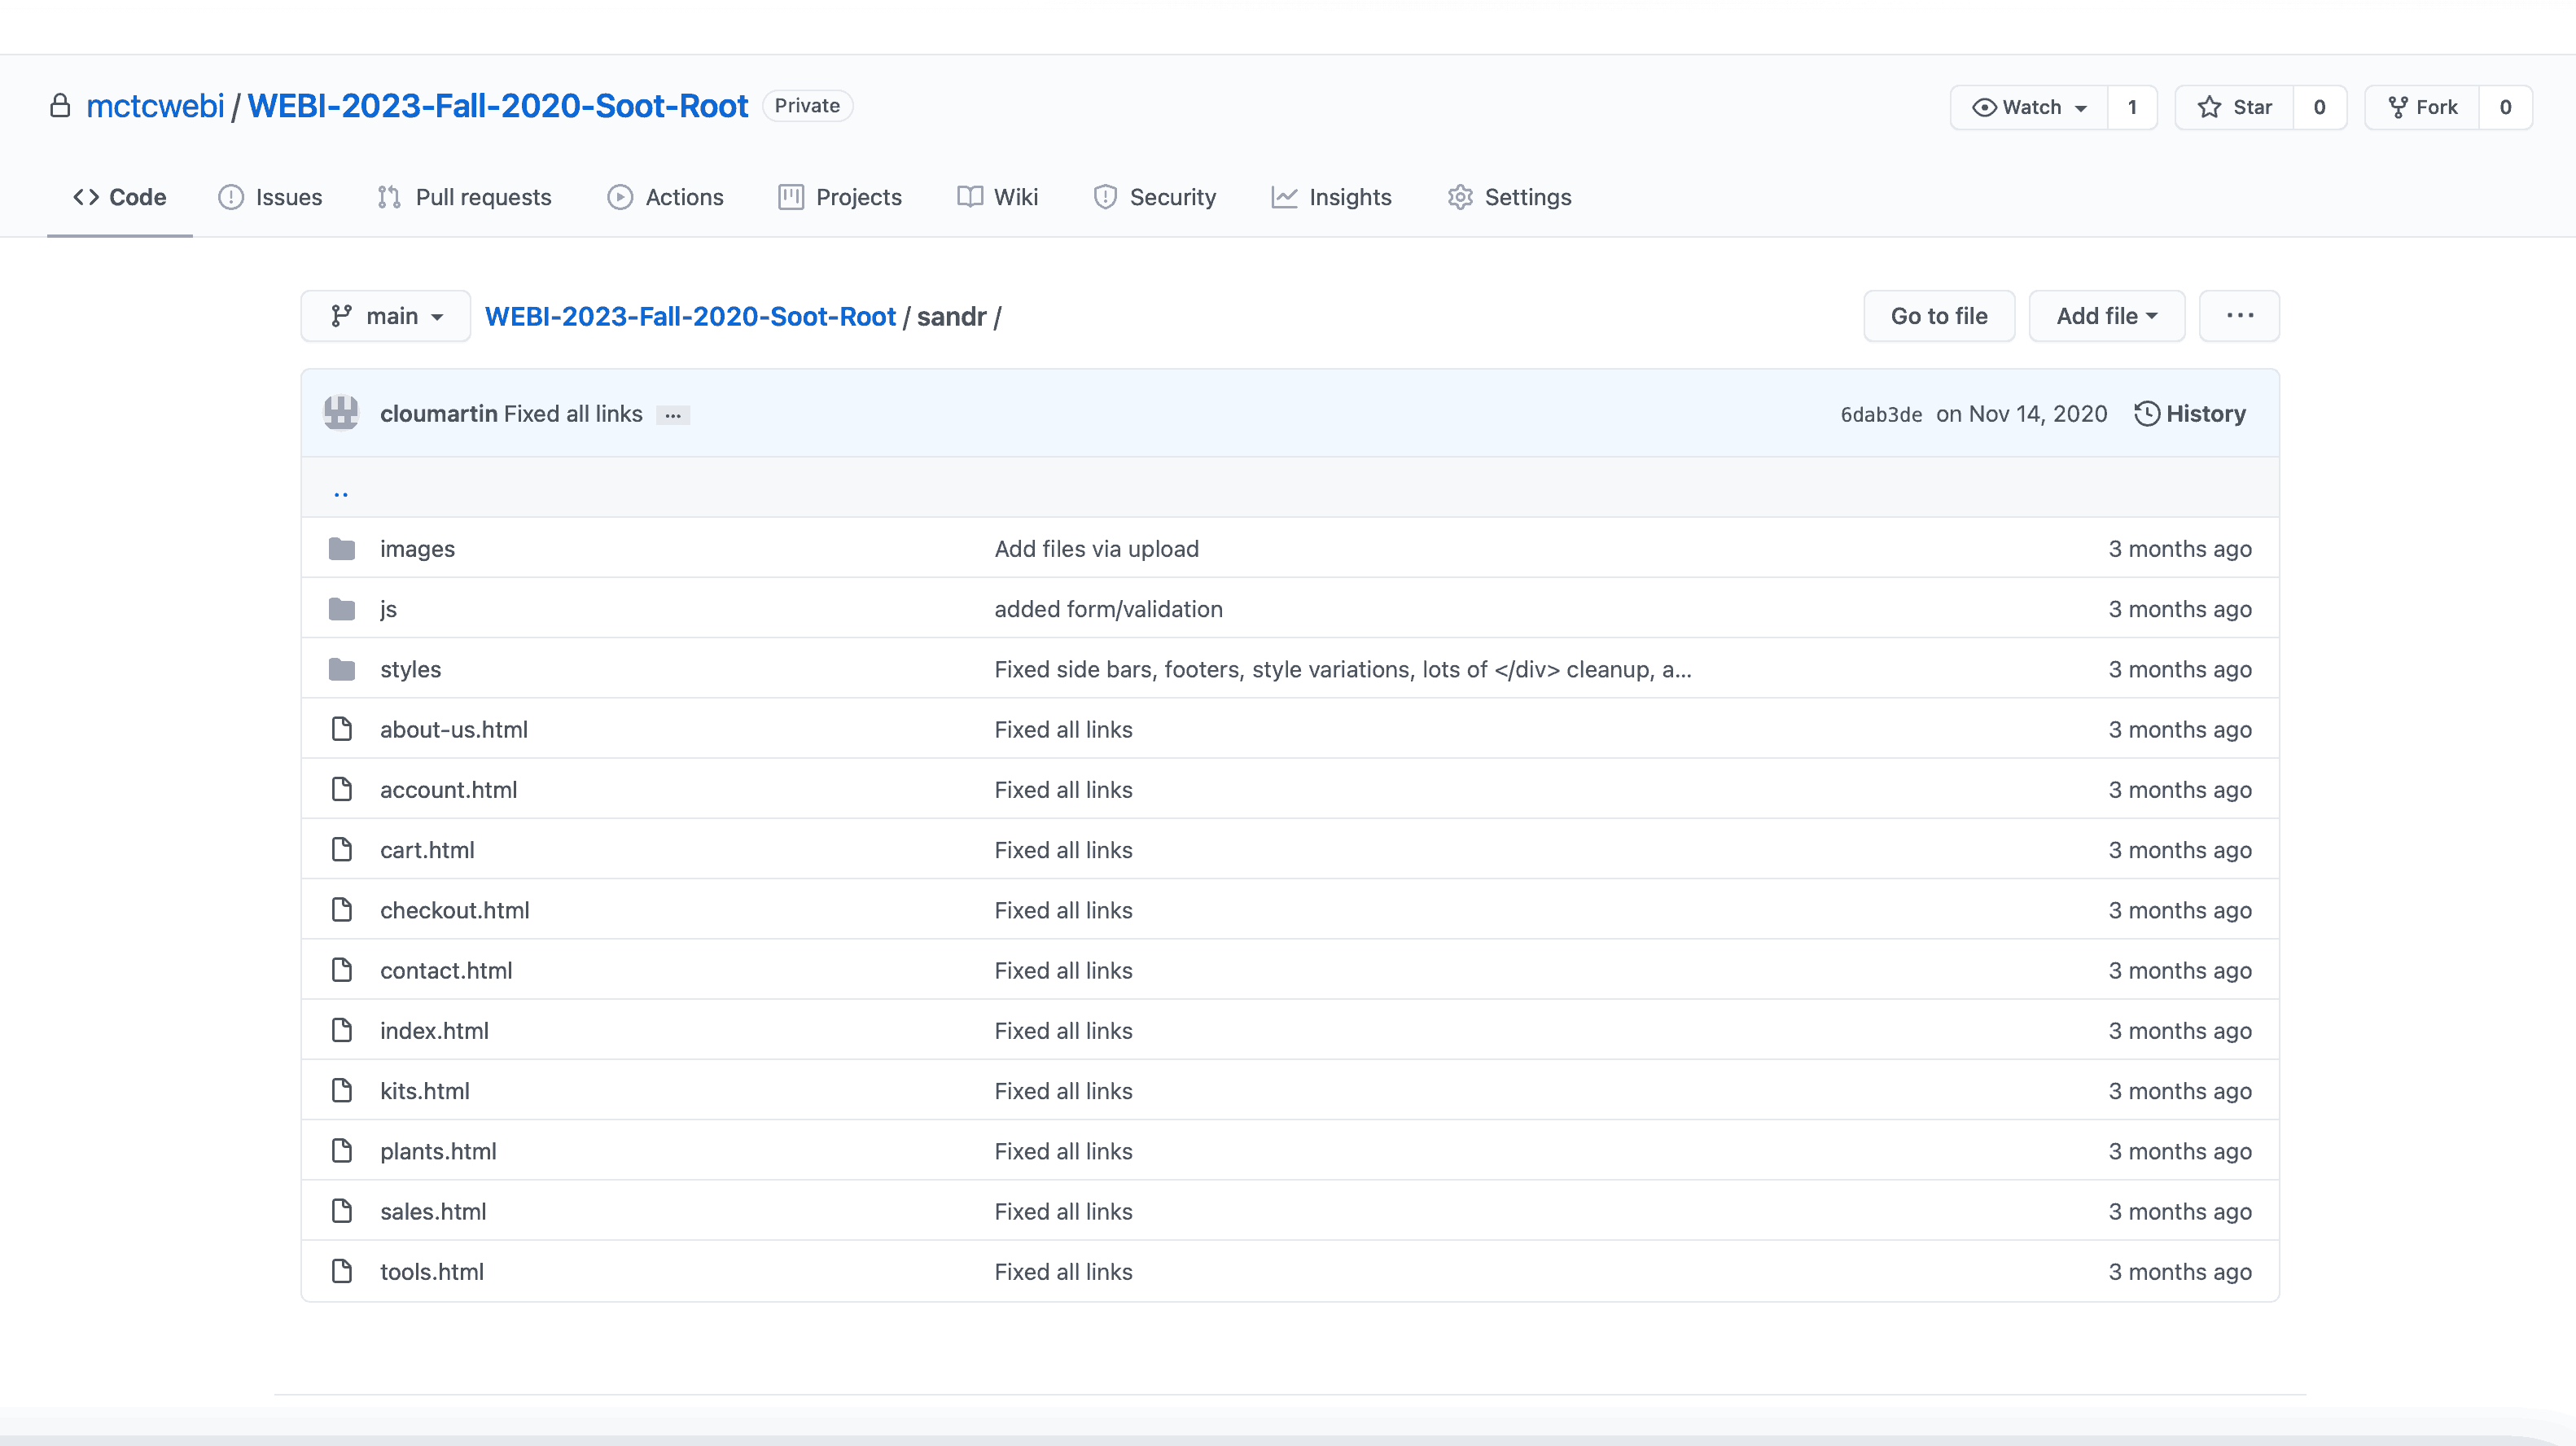 mctcwebi / WEBI-2023-Fall-2020-Soot-Root Private Watch 1 Star 0 Fork 0
Code Issues Pull requests Actions Projects Wiki Security Insights Settings
main WEBI-2023-Fall-2020-Soot-Root / sandr / Go to file Add file ...
cloumartin Fixed all links ... 6dab3de on Nov 14, 2020 History
..
images Add files via upload 3 months ago
js added form/validation 3 months ago
styles Fixed side bars, footers, style variations, lots of </div> cleanup, a... 3 months ago
about-us.html Fixed all links 3 months ago
account.html Fixed all links 3 months ago
cart.html Fixed all links 3 months ago
checkout.html Fixed all links 3 months ago
contact.html Fixed all links 3 months ago
index.html Fixed all links 3 months ago
kits.html Fixed all links 3 months ago
plants.html Fixed all links 3 months ago
sales.html Fixed all links 3 months ago
tools.html Fixed all links 3 months ago